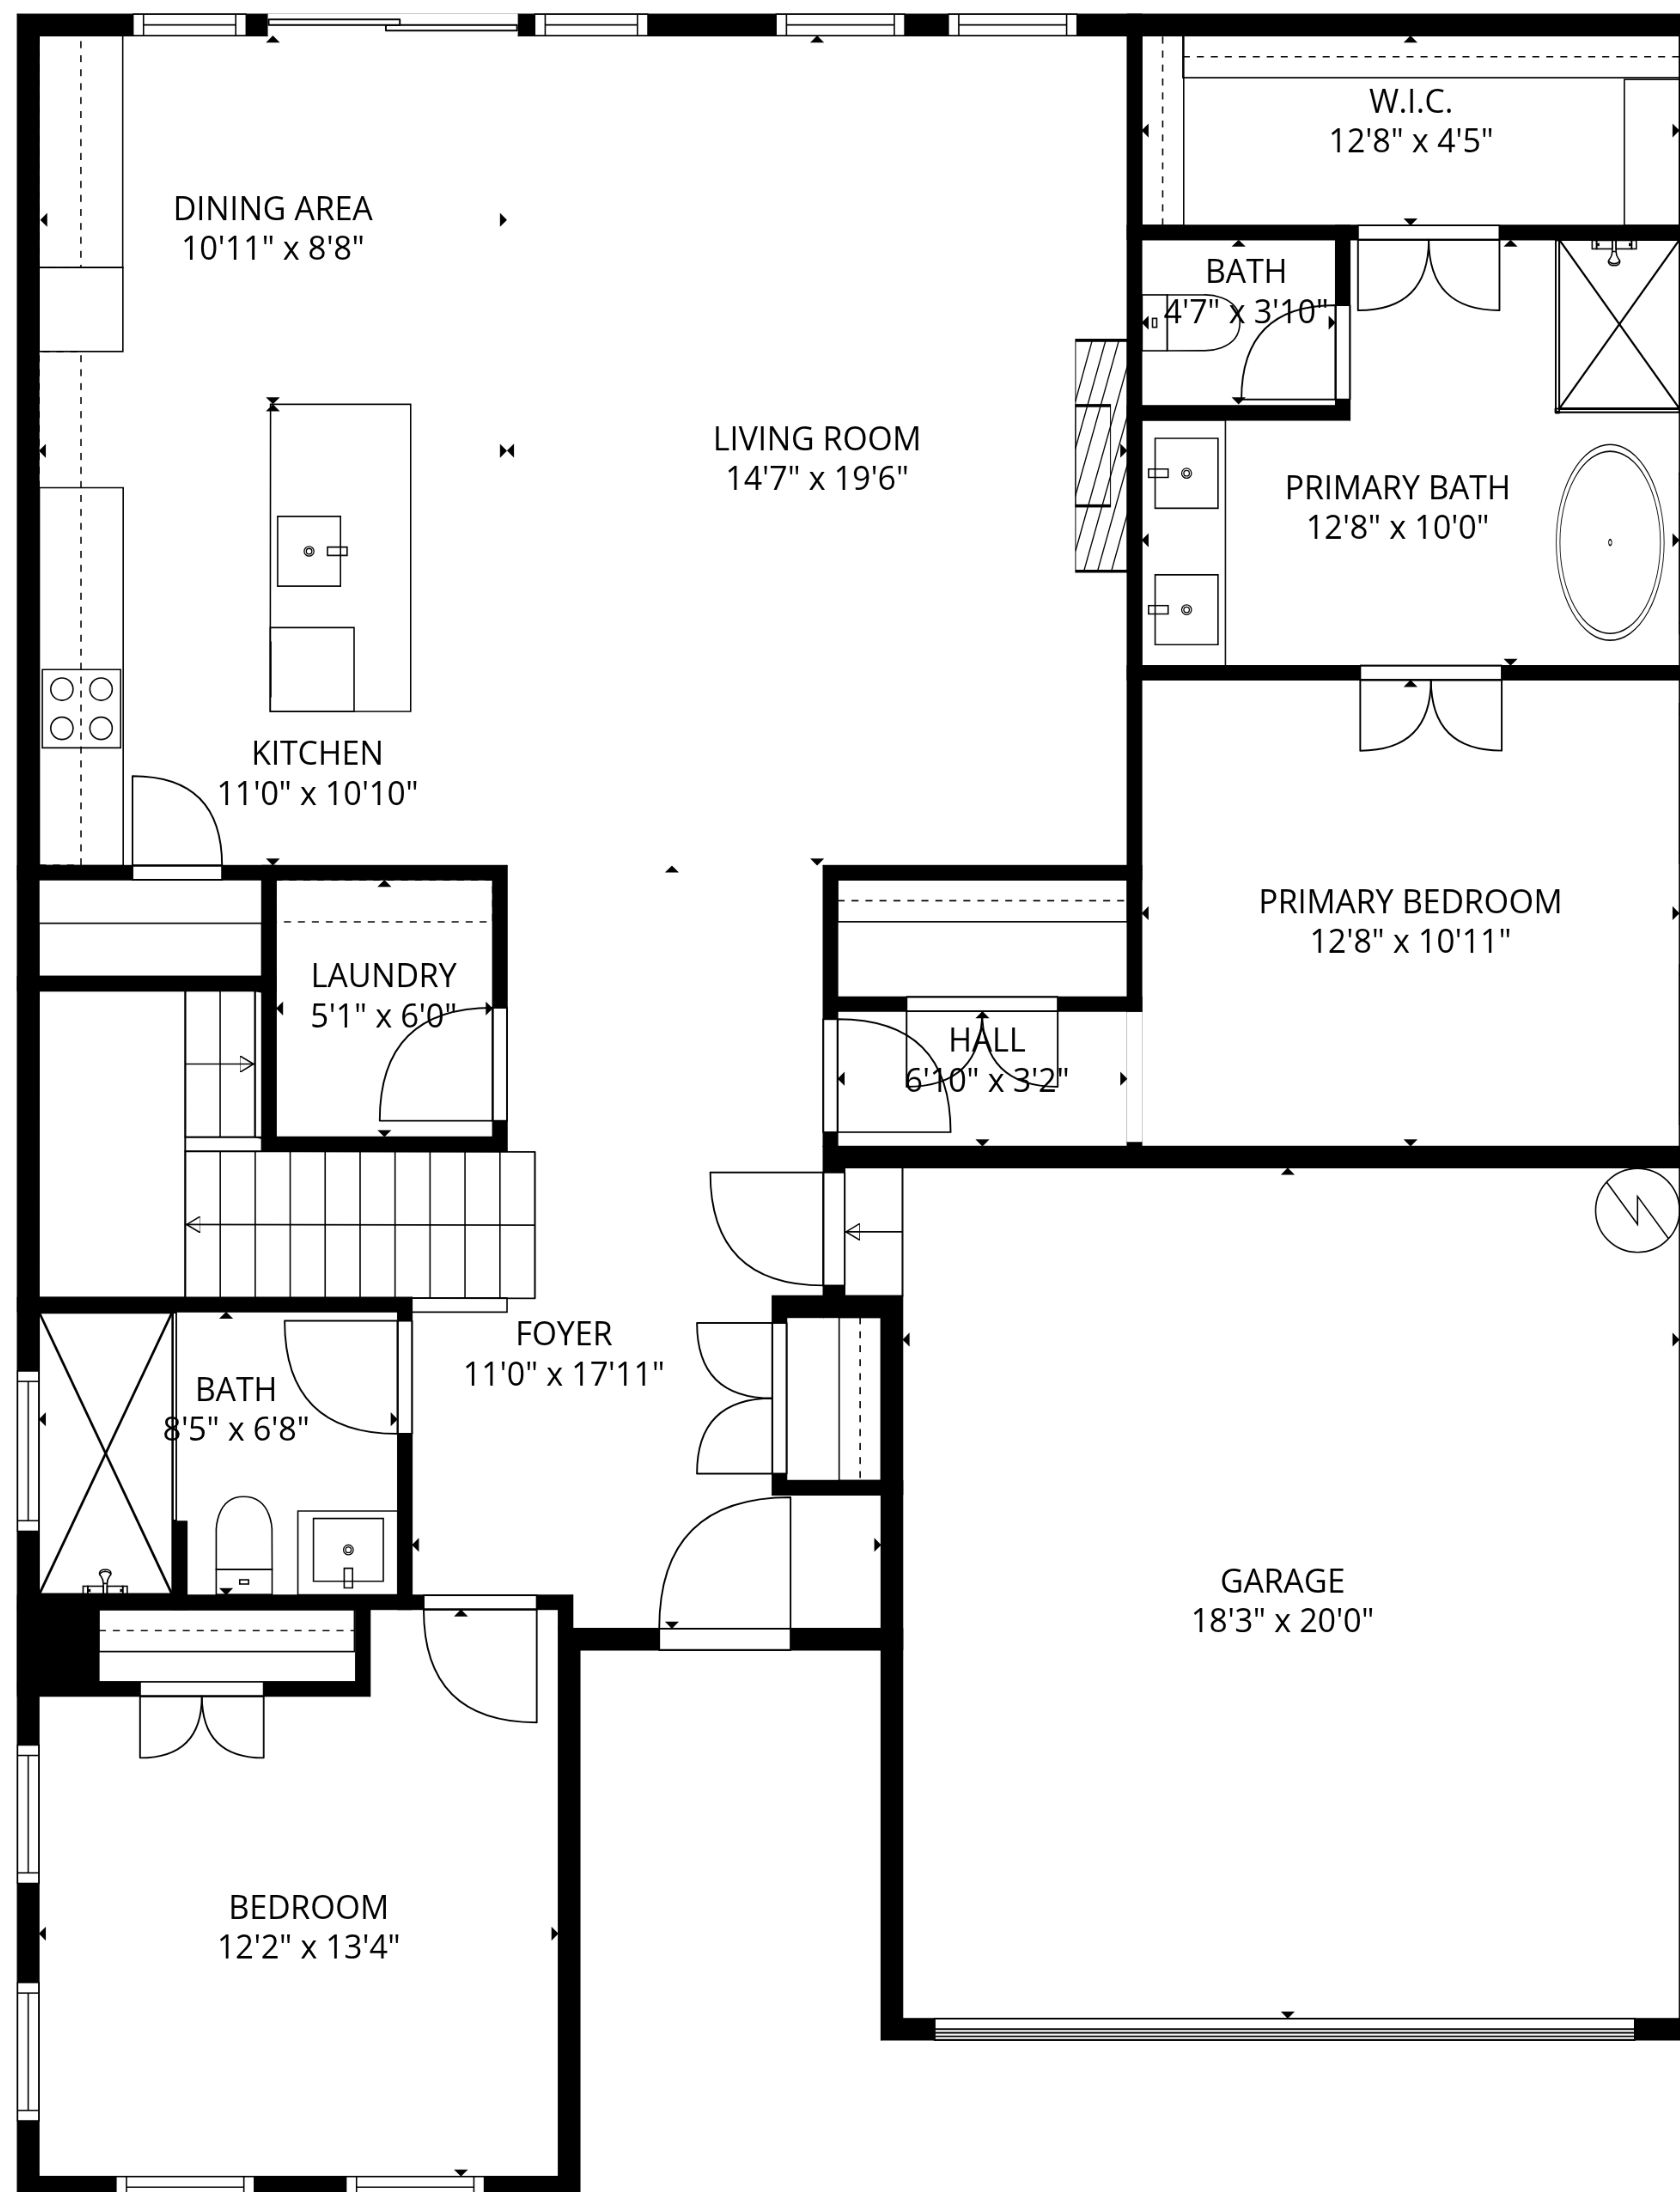 W.I.C.
12'8" x 4'5"
DINING AREA
10'11" x 8'8"
BATH
4'7" x 3'10"
LIVING ROOM
14'7" x 19'6"
PRIMARY BATH
12'8" x 10'0"
KITCHEN
11'0" x 10'10"
PRIMARY BEDROOM
12'8" x 10'11"
LAUNDRY
5'1" x 6'0"
HALL
6'10" x 3'2"
FOYER
11'0" x 17'11"
BATH
8'5" x 6'8"
GARAGE
18'3" x 20'0"
BEDROOM
12'2" x 13'4"